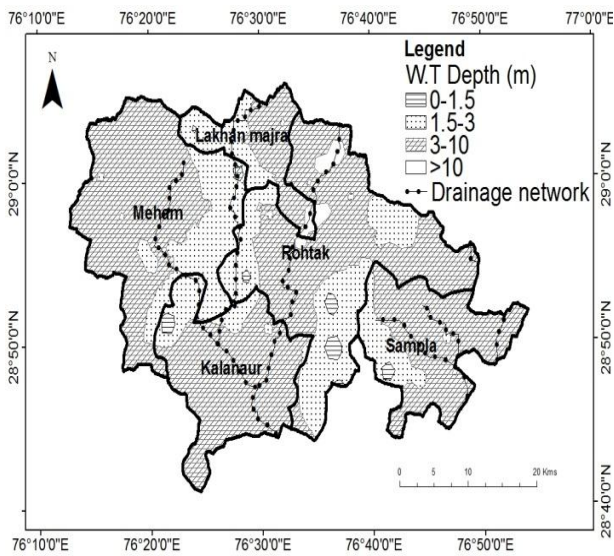 76°10'0"E 76°20'0"E 76°30'0"E 76°40'0"E 76°50'0"E 77°0'0"E
N
Legend
W.T Depth (m)
0-1.5
1.5-3
3-10
>10
Drainage network
Lakhan majra
29°0'0"N
29°0'0"N
Meham
Rohtak
28°50'0"N
28°50'0"N
Kalanaur
Sampla
0 5 10 20 Kms
28°40'0"N
76°10'0"E 76°20'0"E 76°30'0"E 76°40'0"E 76°50'0"E